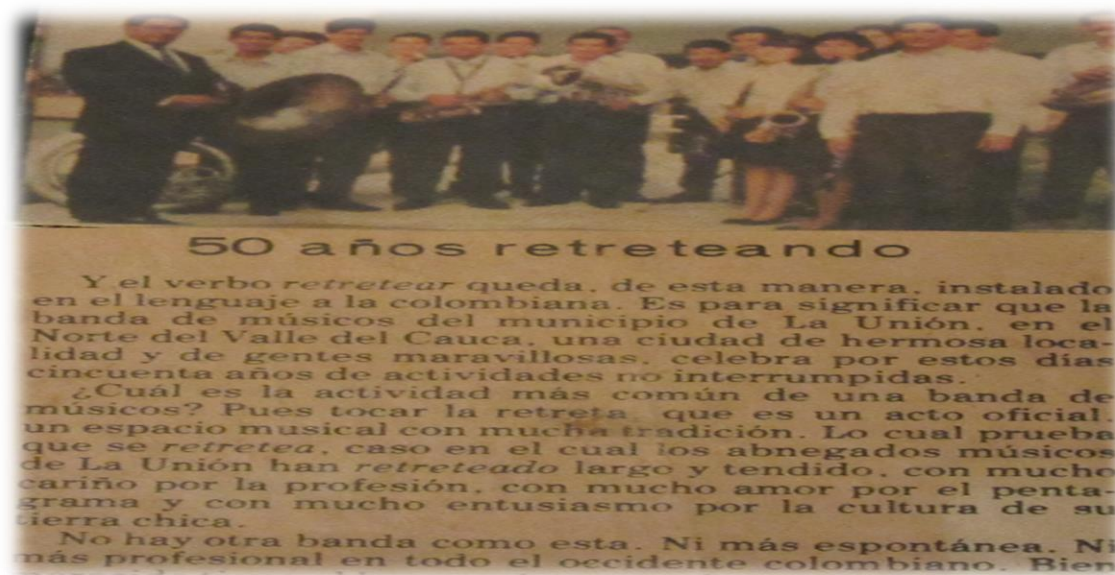 50 años retreteando
Y el verbo retretear queda, de esta manera, instalado
en el lenguaje a la colombiana. Es para significar que la
banda de músicos del municipio de La Unión, en el
Norte del Valle del Cauca, una ciudad de hermosa loca-
lidad y de gentes maravillosas, celebra por estos días
cincuenta años de actividades no interrumpidas.
¿Cuál es la actividad más común de una banda de
músicos? Pues tocar la retreta, que es un acto oficial,
un espacio musical con mucha tradición. Lo cual prueba
que se retretea, caso en el cual los abnegados músicos
de La Unión han retreteado largo y tendido, con mucho
cariño por la profesión, con mucho amor por el penta-
grama y con mucho entusiasmo por la cultura de su
tierra chica.
No hay otra banda como esta. Ni más espontánea. Ni
más profesional en todo el occidente colombiano. Bien